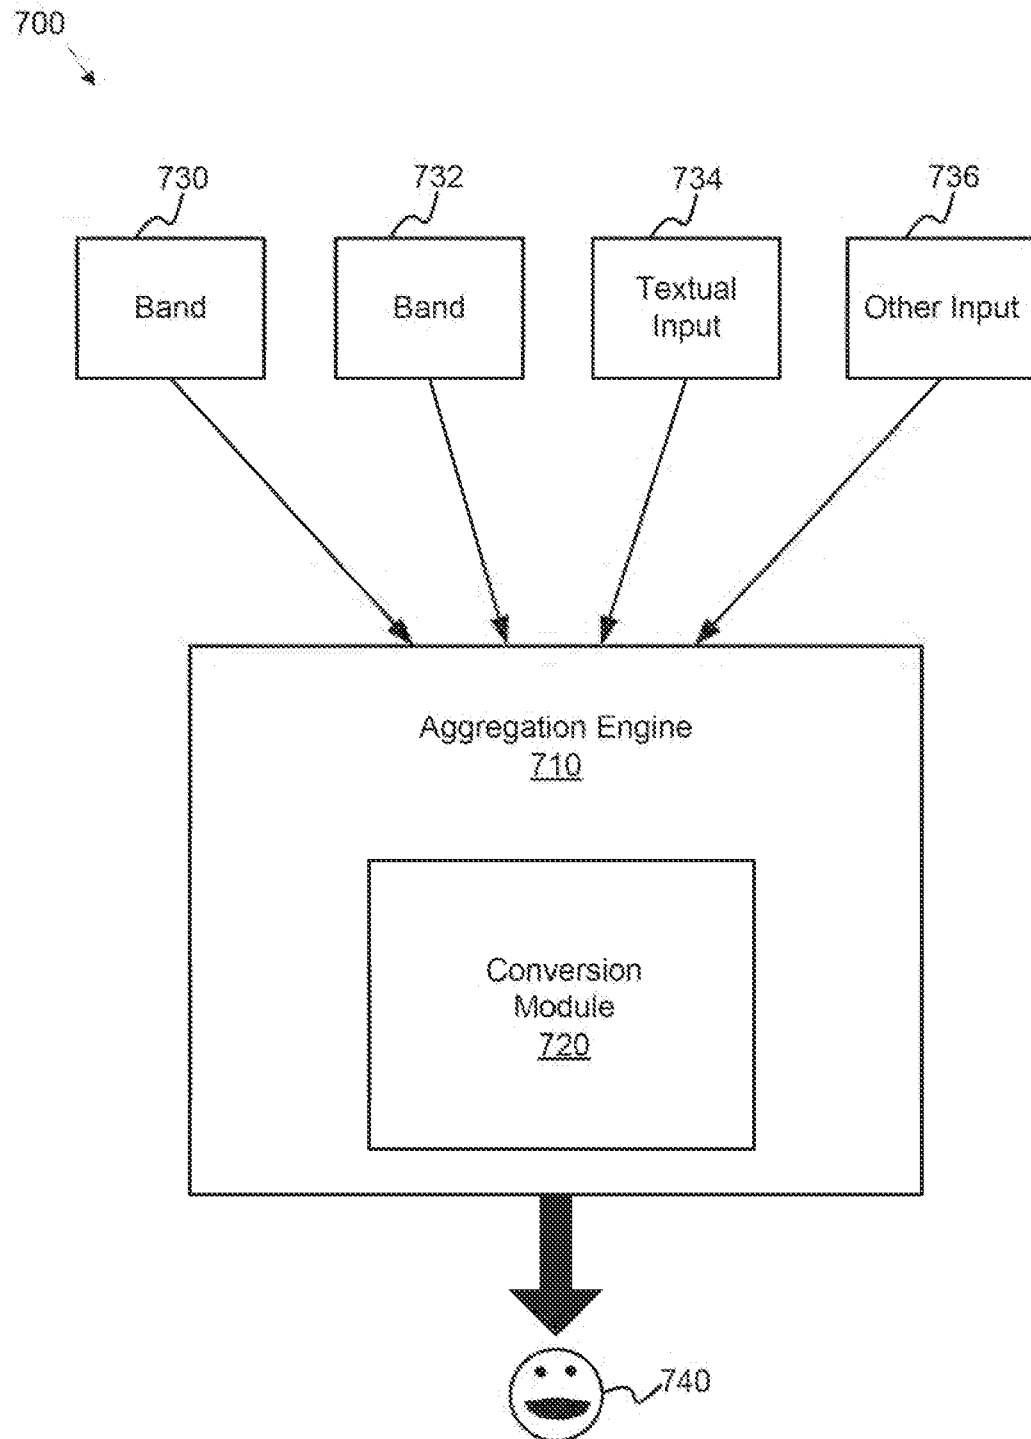 700
730
732
734
736
Band
Band
Textual
Input
Other Input
Aggregation Engine
710
Conversion
Module
720
740